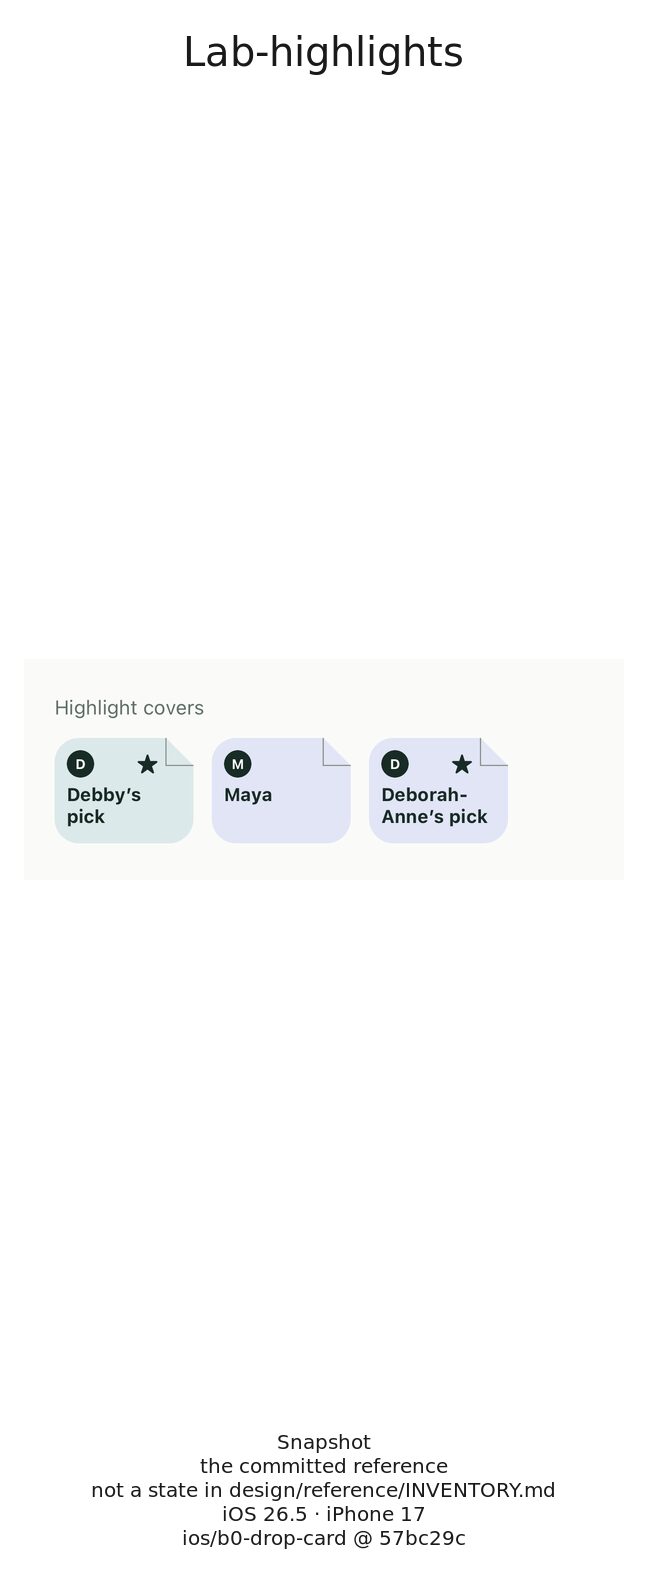 Lab-highlights
Highlight covers
D
Debby’s
pick
M
Maya
D
Deborah-
Anne’s pick
Snapshot
the committed reference
not a state in design/reference/INVENTORY.md
iOS 26.5 · iPhone 17
ios/b0-drop-card @ 57bc29c